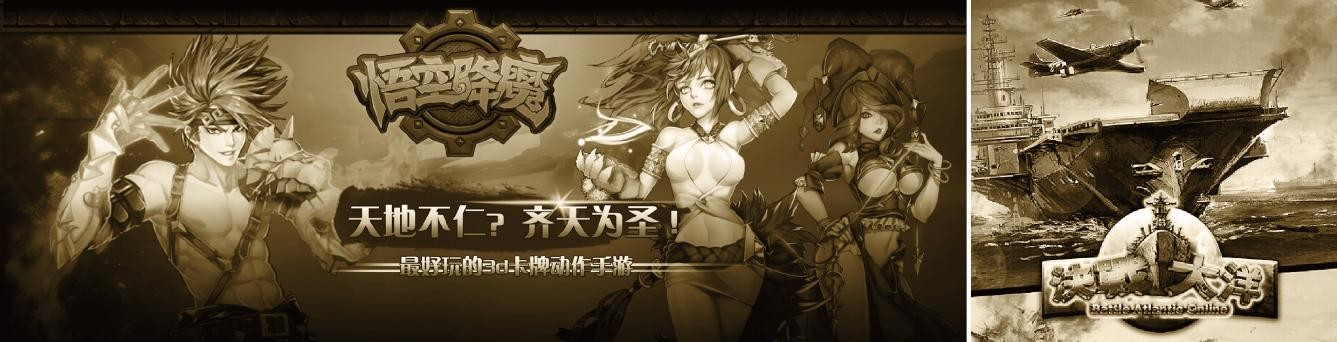 悟空降魔
天地不仁? 齐天为圣!
最好玩的3d卡牌动作手游
决战大洋
Battle Atlantic Online